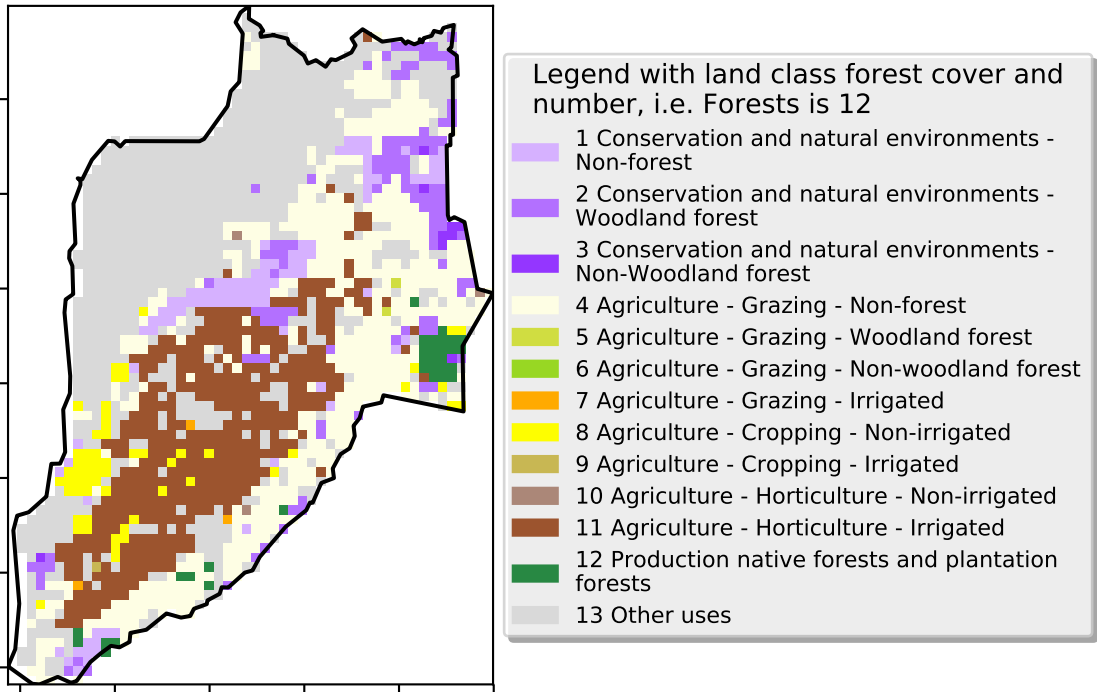 Legend with land class forest cover and
number, i.e. Forests is 12
1 Conservation and natural environments -
Non-forest
2 Conservation and natural environments -
Woodland forest
3 Conservation and natural environments -
Non-Woodland forest
4 Agriculture - Grazing - Non-forest
5 Agriculture - Grazing - Woodland forest
6 Agriculture - Grazing - Non-woodland forest
7 Agriculture - Grazing - Irrigated
8 Agriculture - Cropping - Non-irrigated
9 Agriculture - Cropping - Irrigated
10 Agriculture - Horticulture - Non-irrigated
11 Agriculture - Horticulture - Irrigated
12 Production native forests and plantation
forests
13 Other uses